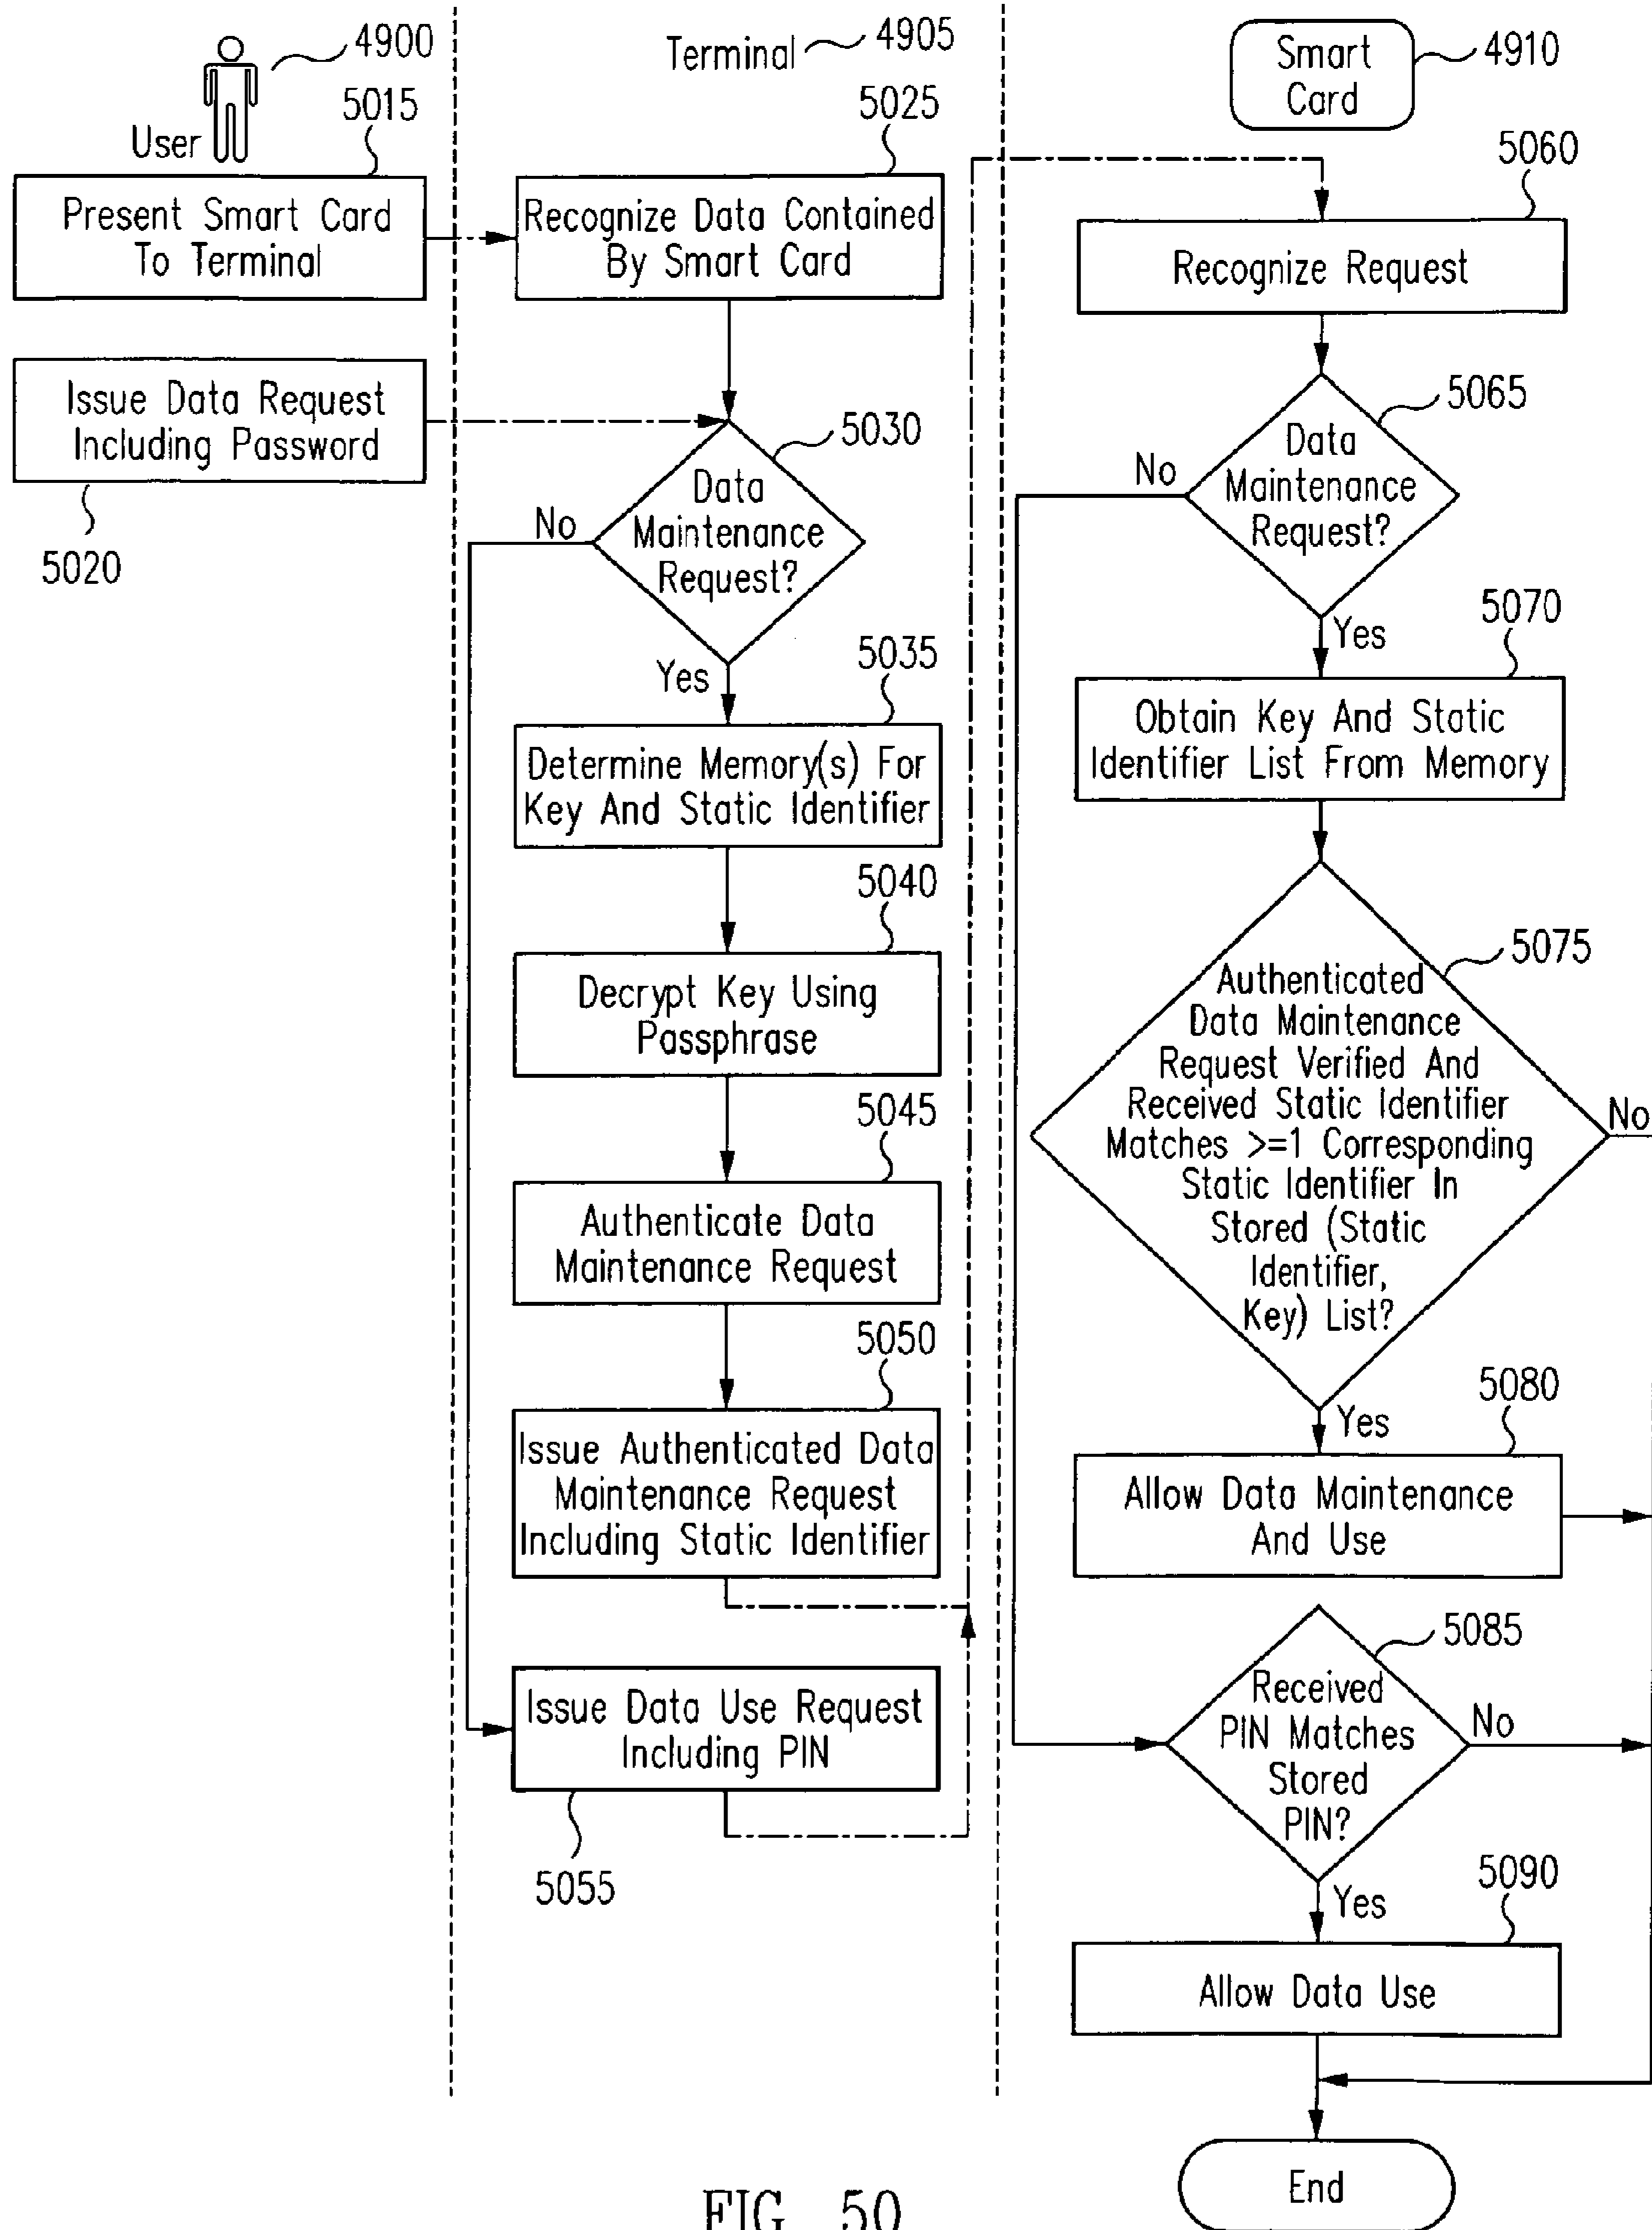 4900
User
5015
Present Smart Card
To Terminal
Issue Data Request
Including Password
5020
Terminal
4905
5025
Recognize Data Contained
By Smart Card
5030
Data
Maintenance
Request?
No
Yes
5035
Determine Memory(s) For
Key And Static Identifier
5040
Decrypt Key Using
Passphrase
5045
Authenticate Data
Maintenance Request
5050
Issue Authenticated Data
Maintenance Request
Including Static Identifier
Issue Data Use Request
Including PIN
5055
Smart
Card
4910
5060
Recognize Request
5065
Data
Maintenance
Request?
No
Yes
5070
Obtain Key And Static
Identifier List From Memory
5075
Authenticated
Data Maintenance
Request Verified And
Received Static Identifier
Matches >=1 Corresponding
Static Identifier In
Stored (Static
Identifier,
Key) List?
No
Yes
5080
Allow Data Maintenance
And Use
5085
Received
PIN Matches
Stored
PIN?
No
Yes
5090
Allow Data Use
End
FIG. 50